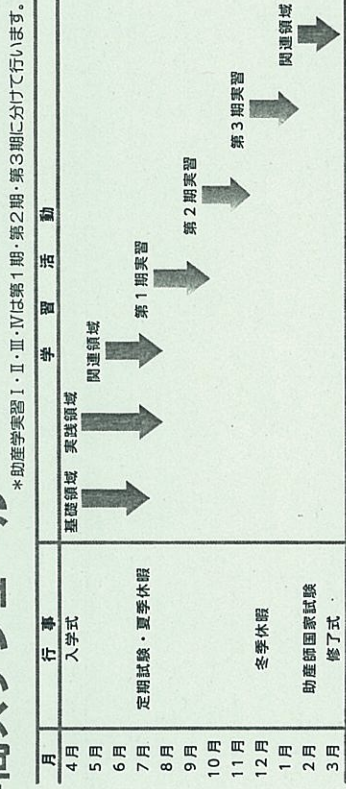 *助産学実習Ⅰ・Ⅱ・Ⅲ・Ⅳは第1期・第2期・第3期に分けて行います。
月 行事 学習活動
4月 入学式 基礎領域 実践領域
5月 関連領域
6月
7月 定期試験・夏季休暇 第1期実習
8月
9月 第2期実習
10月
11月 第3期実習
12月 冬季休暇
1月 関連領域
2月 助産師国家試験
3月 修了式